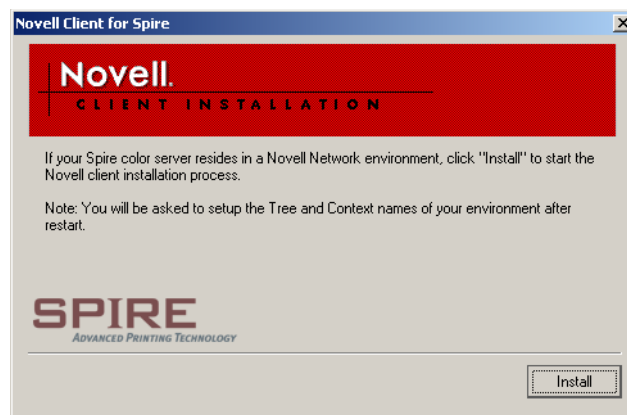 Novell Client for Spire
Novell.
CLIENT INSTALLATION
If your Spire color server resides in a Novell Network environment, click "Install" to start the
Novell client installation process.
Note: You will be asked to setup the Tree and Context names of your environment after
restart.
SPIRE
ADVANCED PRINTING TECHNOLOGY
Install